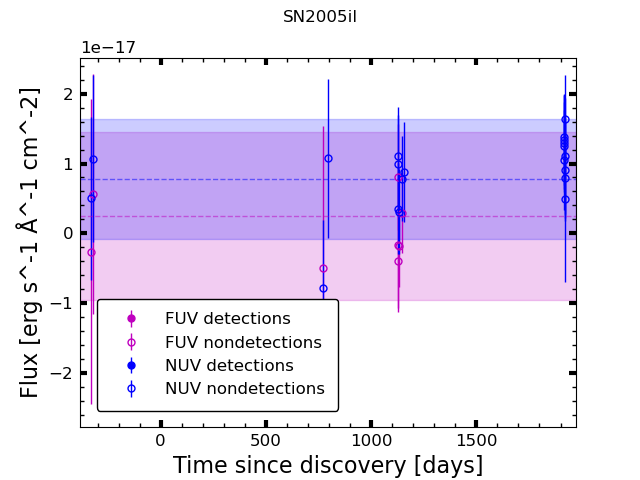 SN2005il
1e−17
Flux [erg s^-1 Å^-1 cm^-2]
2
1
0
−1
−2
FUV detections
FUV nondetections
NUV detections
NUV nondetections
0 500 1000 1500
Time since discovery [days]